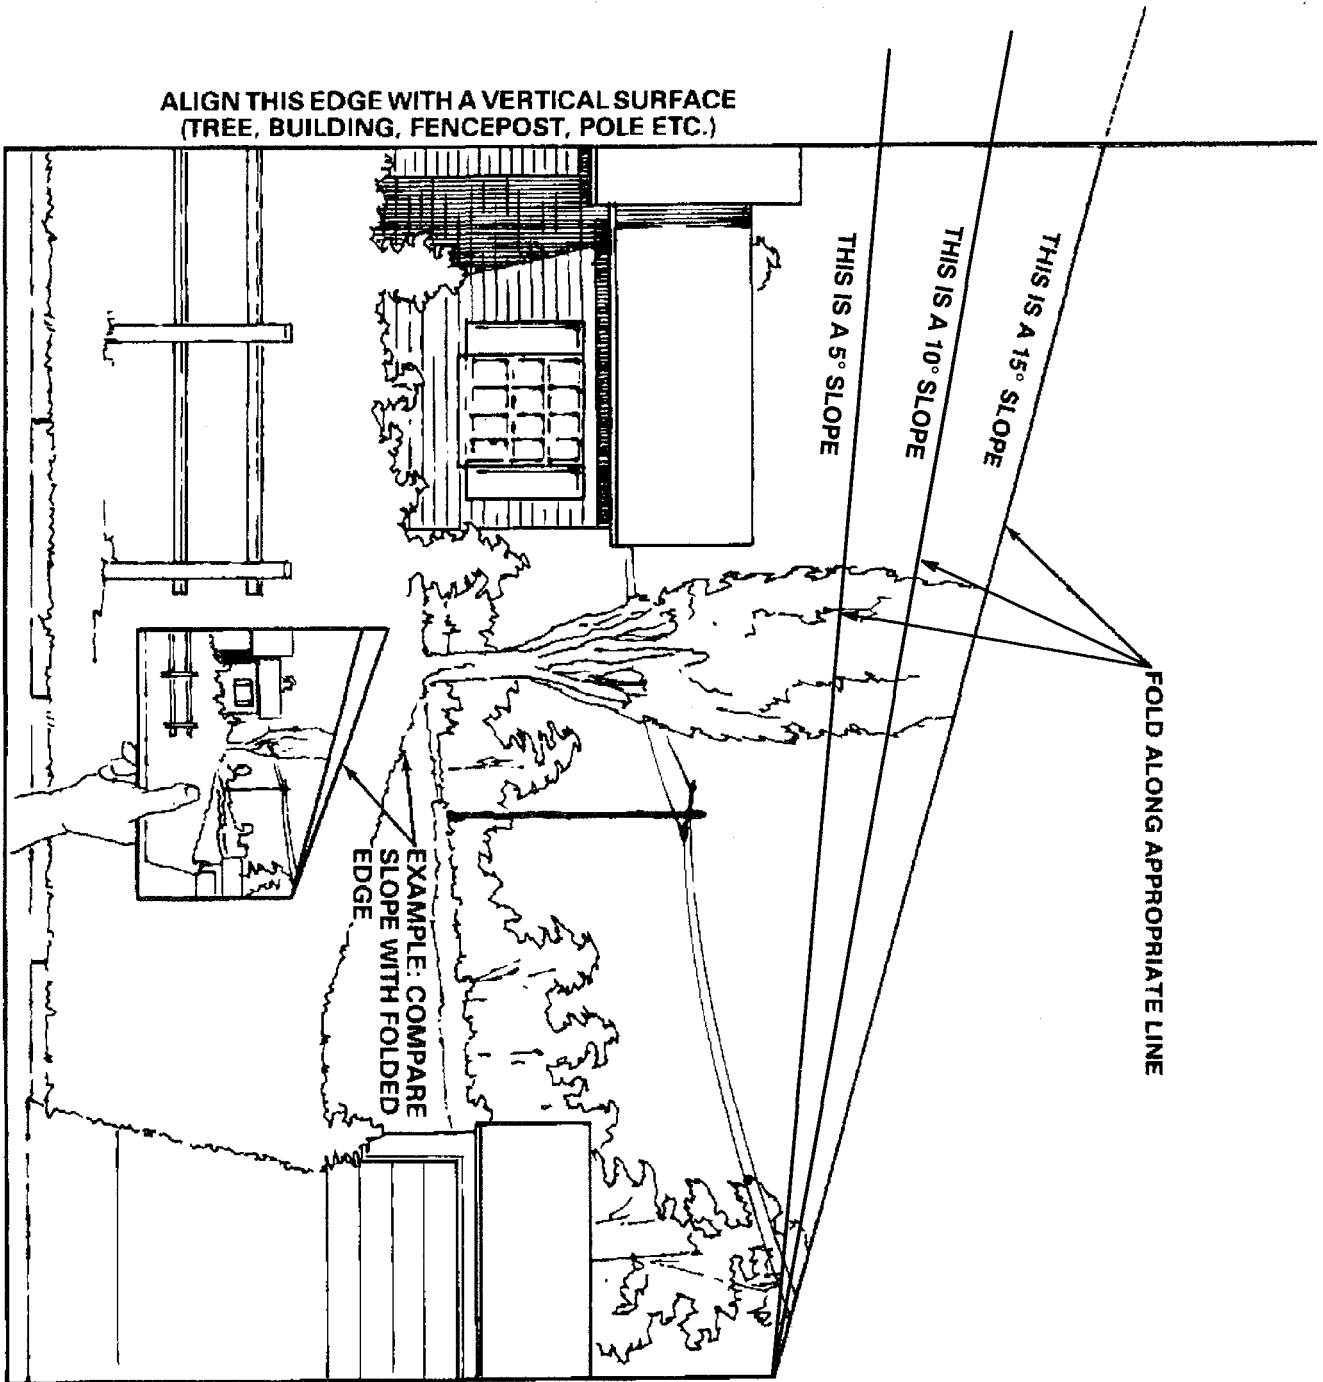 ALIGN THIS EDGE WITH A VERTICAL SURFACE
(TREE, BUILDING, FENCEPOST, POLE ETC.)
THIS IS A 5° SLOPE
THIS IS A 10° SLOPE
THIS IS A 15° SLOPE
FOLD ALONG APPROPRIATE LINE
EXAMPLE: COMPARE
SLOPE WITH FOLDED
EDGE